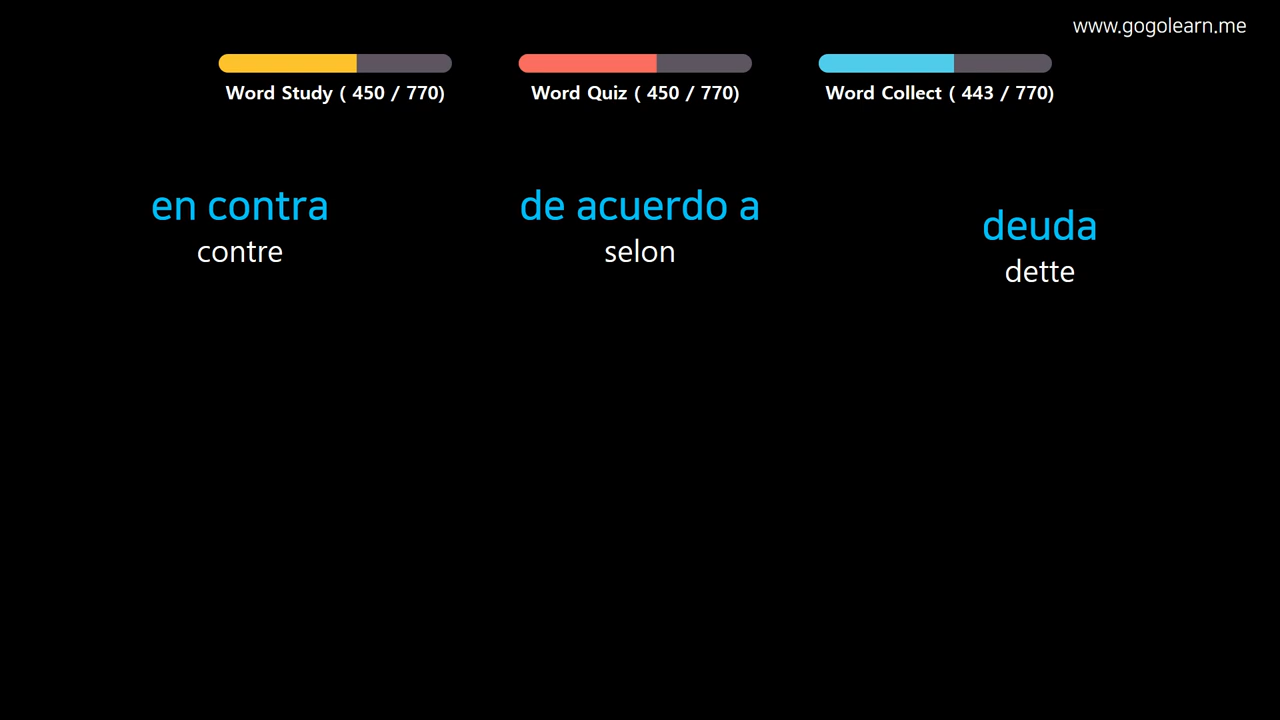 www.gogolearn.me
Word Study ( 450 / 770)
Word Quiz ( 450 / 770)
Word Collect ( 443 / 770)
en contra
contre
de acuerdo a
selon
deuda
dette